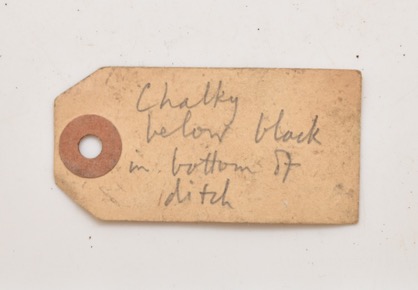 Chalky
below black
in bottom of
ditch